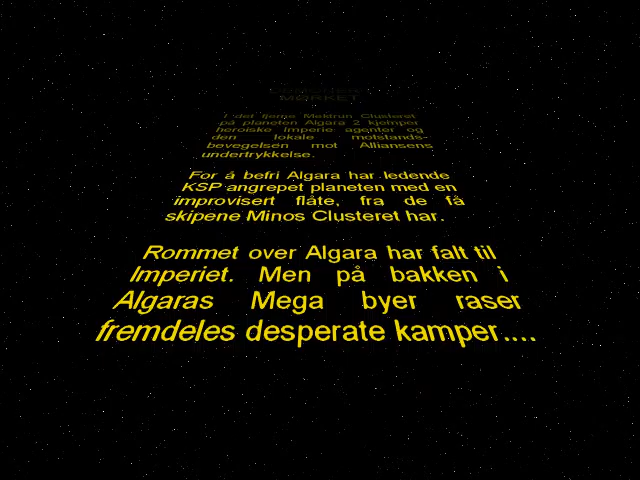 MØRKET
I det fjerne Mektrun Clusteret
på planeten Algara 2 kjemper
heroiske Imperie agenter og
den lokale motstands-
bevegelsen mot Alliansens
undertrykkelse.
For å befri Algara har ledende
KSP angrepet planeten med en
improvisert flåte, fra de få
skipene Minos Clusteret har.
Rommet over Algara har falt til
Imperiet. Men på bakken i
Algaras Mega byer raser
fremdeles desperate kamper....